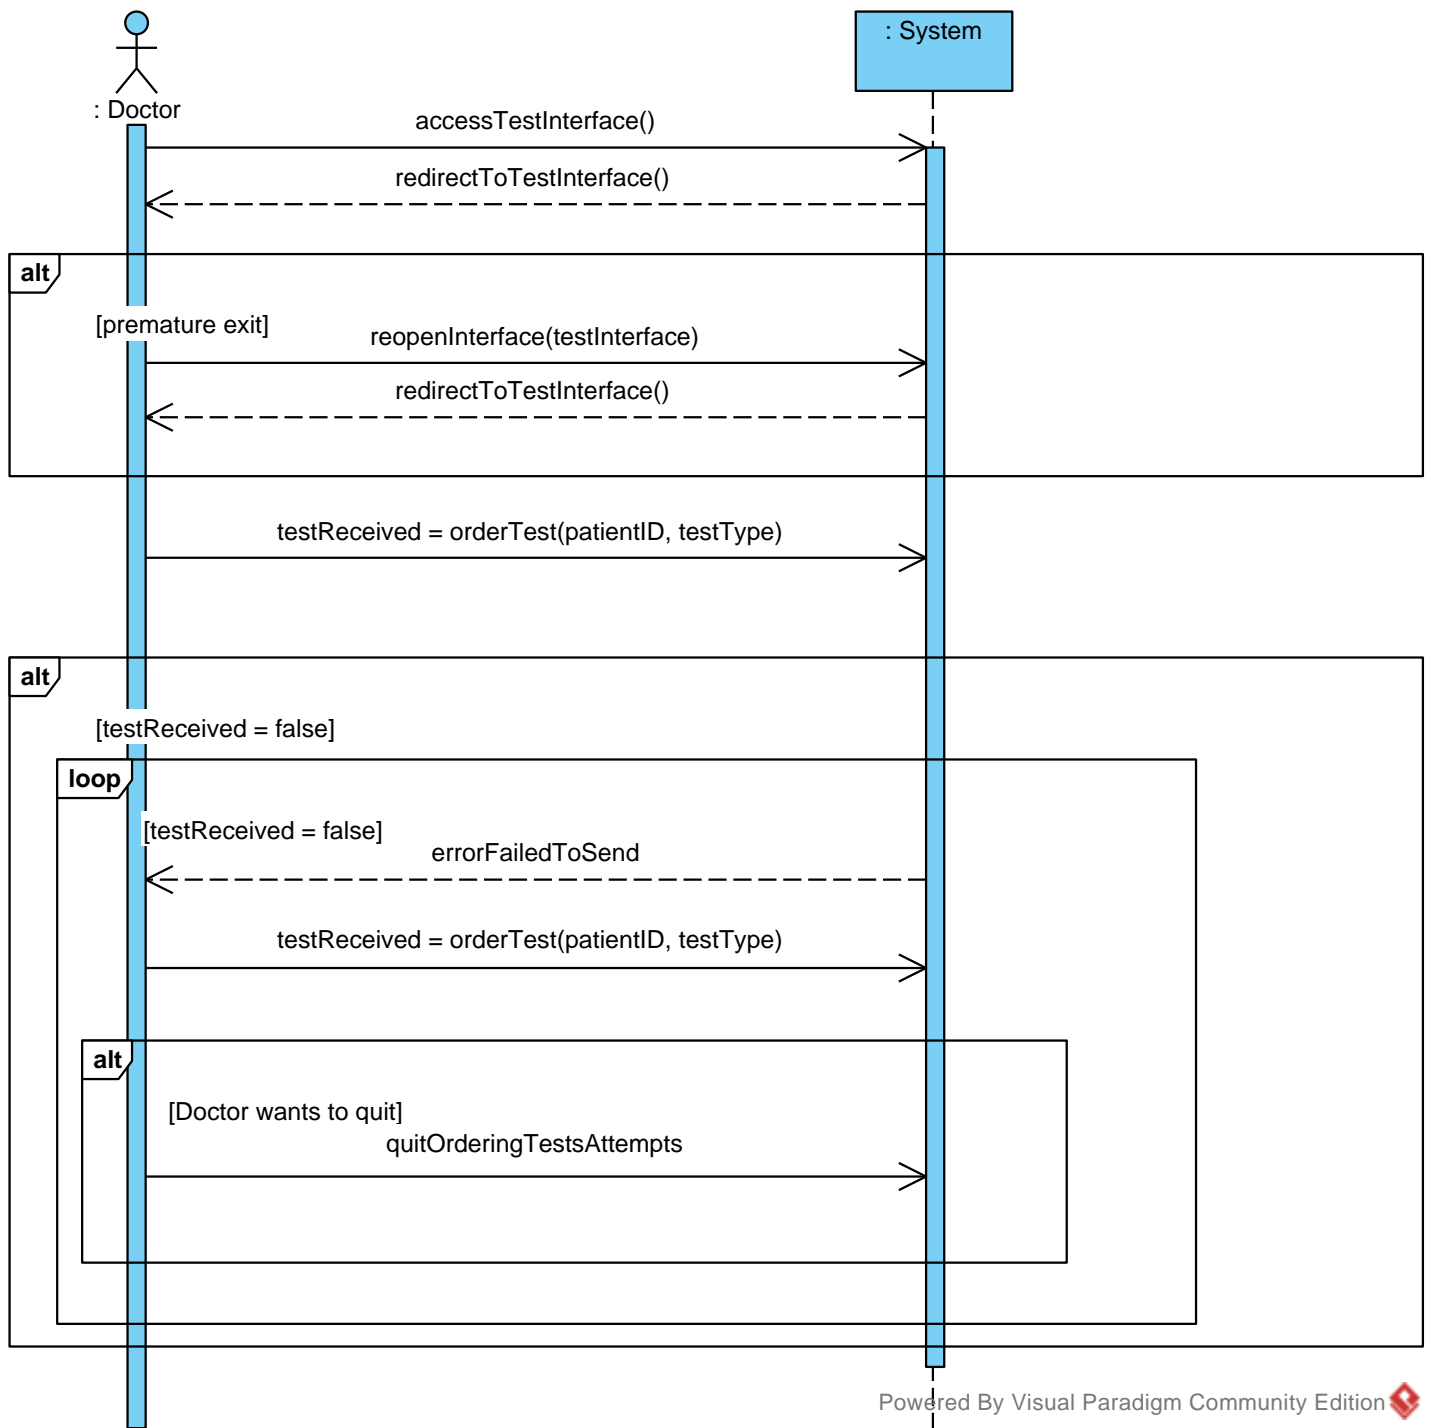 : Doctor
: System
accessTestInterface()
redirectToTestInterface()
alt
[premature exit]
reopenInterface(testInterface)
redirectToTestInterface()
testReceived = orderTest(patientID, testType)
alt
[testReceived = false]
loop
[testReceived = false]
errorFailedToSend
testReceived = orderTest(patientID, testType)
alt
[Doctor wants to quit]
quitOrderingTestsAttempts
Powered By Visual Paradigm Community Edition